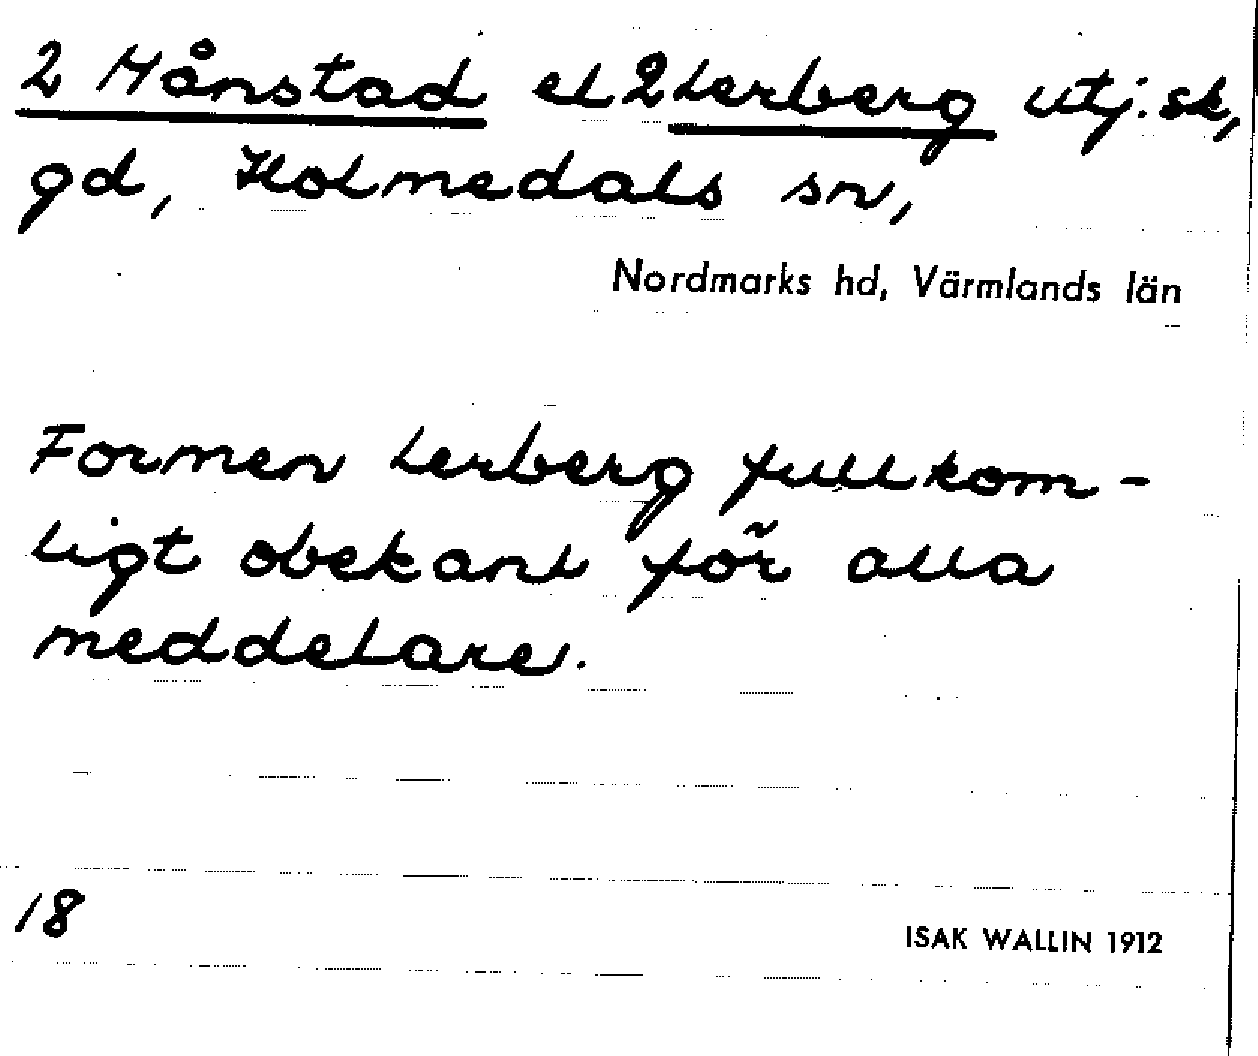 2 Hånstad el 2 Lerberg utj. sk,
gd, Holmedals sn,
Nordmarks hd, Värmlands län
Formen Lerberg fullkom-
ligt obekant för alla
meddelare.
18
ISAK WALLIN 1912